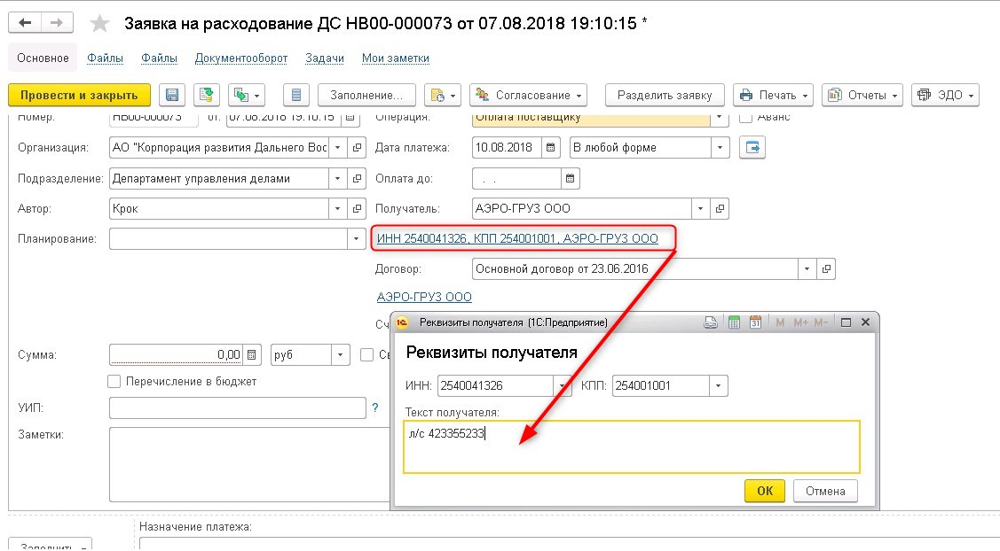 Заявка на расходование ДС НВ00-000073 от 07.08.2018 19:10:15 *
Основное Файлы Файлы Документооборот Задачи Мои заметки
Провести и закрыть Заполнение... Согласование Разделить заявку Печать Отчеты ЭДО
Номер: НВ00-000073 от: 07.08.2018 19:10:15 Операция: Оплата поставщику Аванс
Организация: АО "Корпорация развития Дальнего Вос Дата платежа: 10.08.2018 В любой форме
Подразделение: Департамент управления делами Оплата до: . .
Автор: Крок Получатель: АЭРО-ГРУЗ ООО
Планирование: ИНН 2540041326, КПП 254001001, АЭРО-ГРУЗ ООО
Договор: Основной договор от 23.06.2016
АЭРО-ГРУЗ ООО
Сч
1С Реквизиты получателя (1С:Предприятие) 31 M M+ M-
Реквизиты получателя
Сумма: 0,00 руб Св
Перечисление в бюджет
ИНН: 2540041326 КПП: 254001001
УИП: ?
Текст получателя:
Заметки: л/с 423355233
ОК Отмена
Назначение платежа:
Заполнить